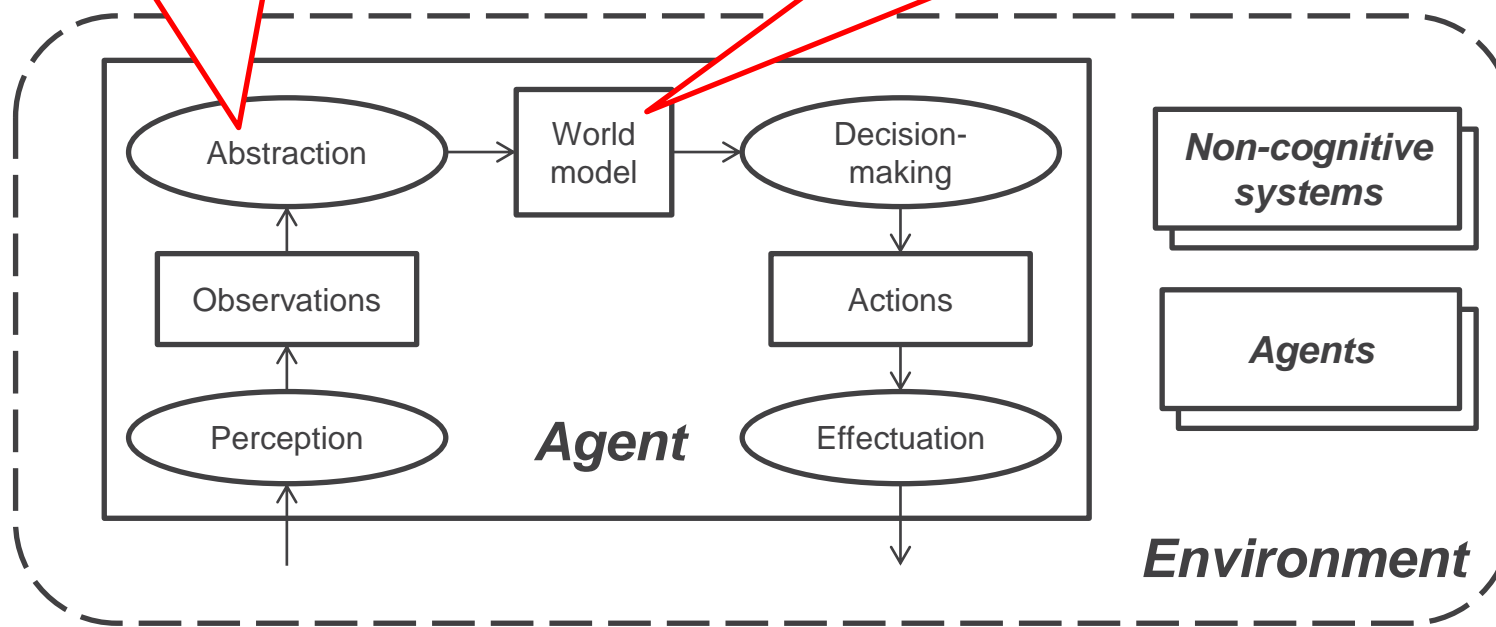 Abstraction
World
model
Decision-
making
Non-cognitive
systems
Observations
Actions
Agents
Perception
Agent
Effectuation
Environment